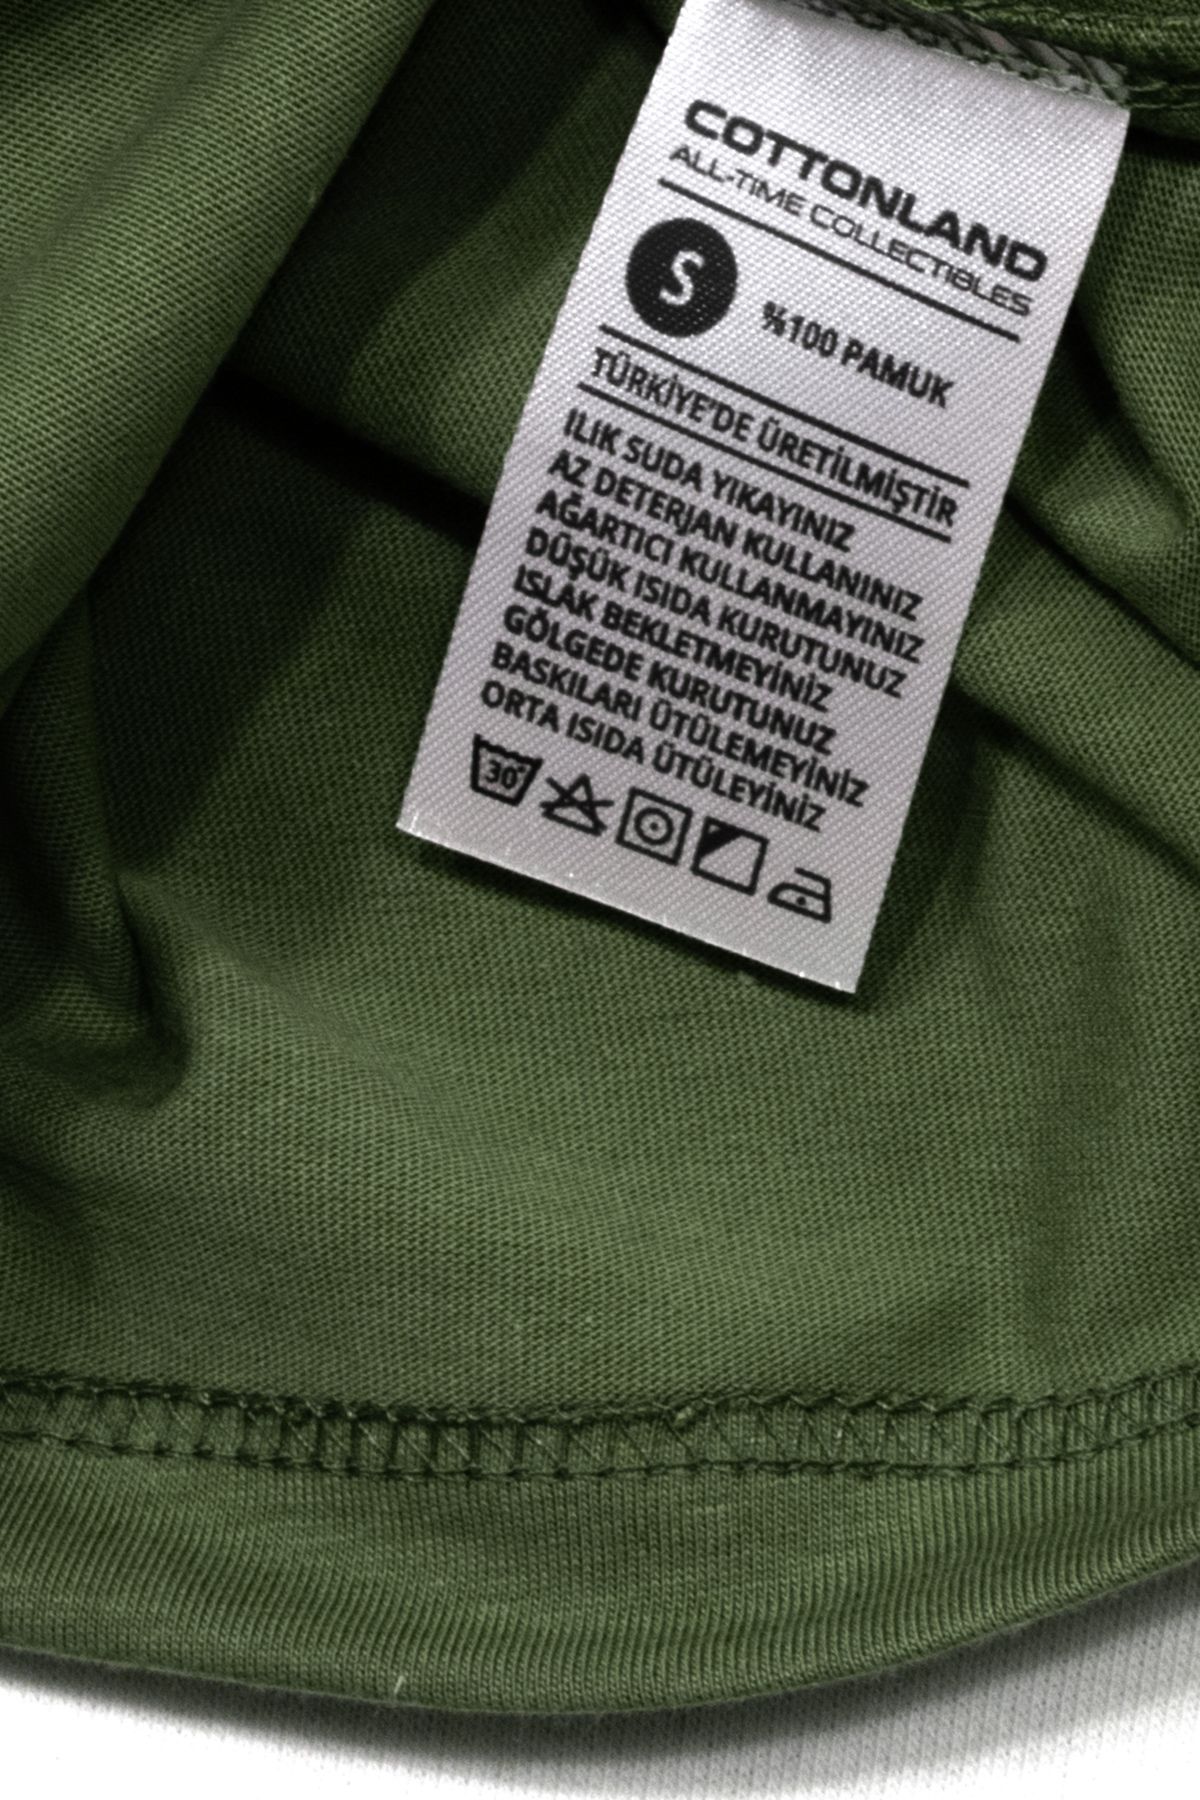 COTTONLAND
ALL-TIME COLLECTIBLES
S
%100 PAMUK
TÜRKİYE'DE ÜRETİLMİŞTİR
ILIK SUDA YIKAYINIZ
AZ DETERJAN KULLANINIZ
AĞARTICI KULLANMAYINIZ
DÜŞÜK ISIDA KURUTUNUZ
ISLAK BEKLETMEYİNİZ
GÖLGEDE KURUTUNUZ
BASKILARI ÜTÜLEMEYİNİZ
ORTA ISIDA ÜTÜLEYİNİZ
30°